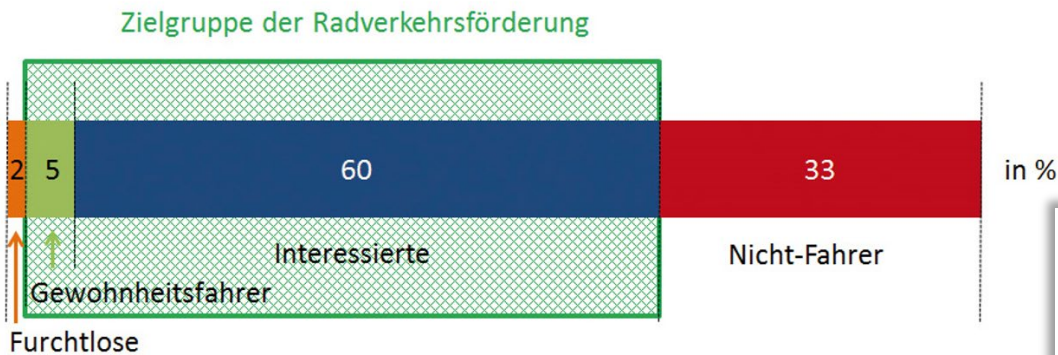 Zielgruppe der Radverkehrsförderung
2 5 60 33 in %
Interessierte Nicht-Fahrer
Gewohnheitsfahrer
Furchtlose